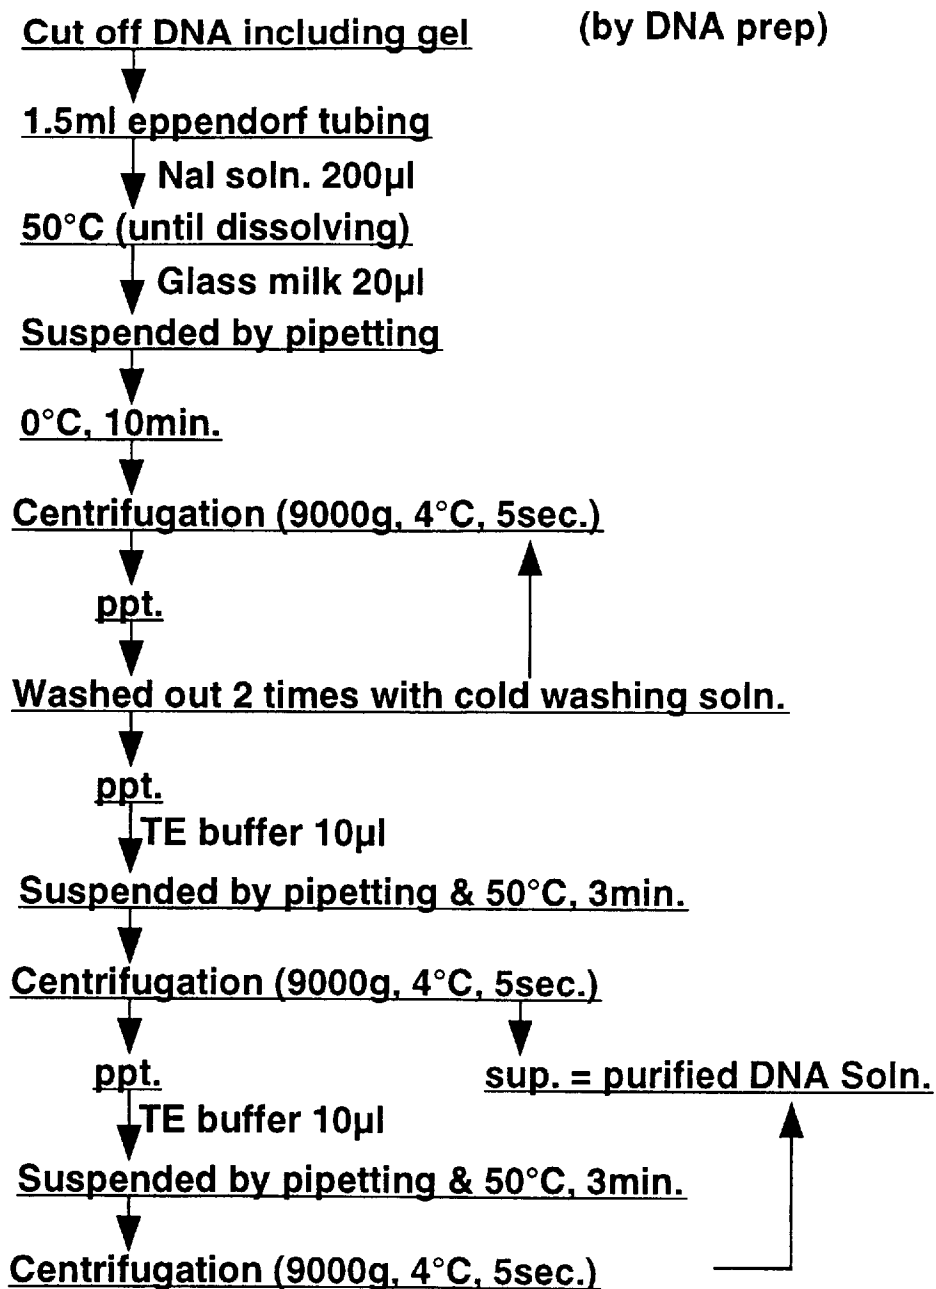 Cut off DNA including gel (by DNA prep)
1.5ml eppendorf tubing
NaI soln. 200µl
50°C (until dissolving)
Glass milk 20µl
Suspended by pipetting
0°C, 10min.
Centrifugation (9000g, 4°C, 5sec.)
ppt.
Washed out 2 times with cold washing soln.
ppt.
TE buffer 10µl
Suspended by pipetting & 50°C, 3min.
Centrifugation (9000g, 4°C, 5sec.)
ppt. sup. = purified DNA Soln.
TE buffer 10µl
Suspended by pipetting & 50°C, 3min.
Centrifugation (9000g, 4°C, 5sec.)